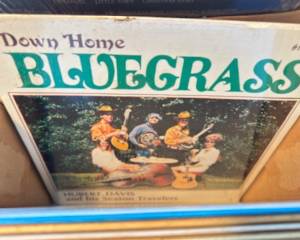 Down Home
BLUEGRASS
HUBERT DAVIS
and his Season Travelers